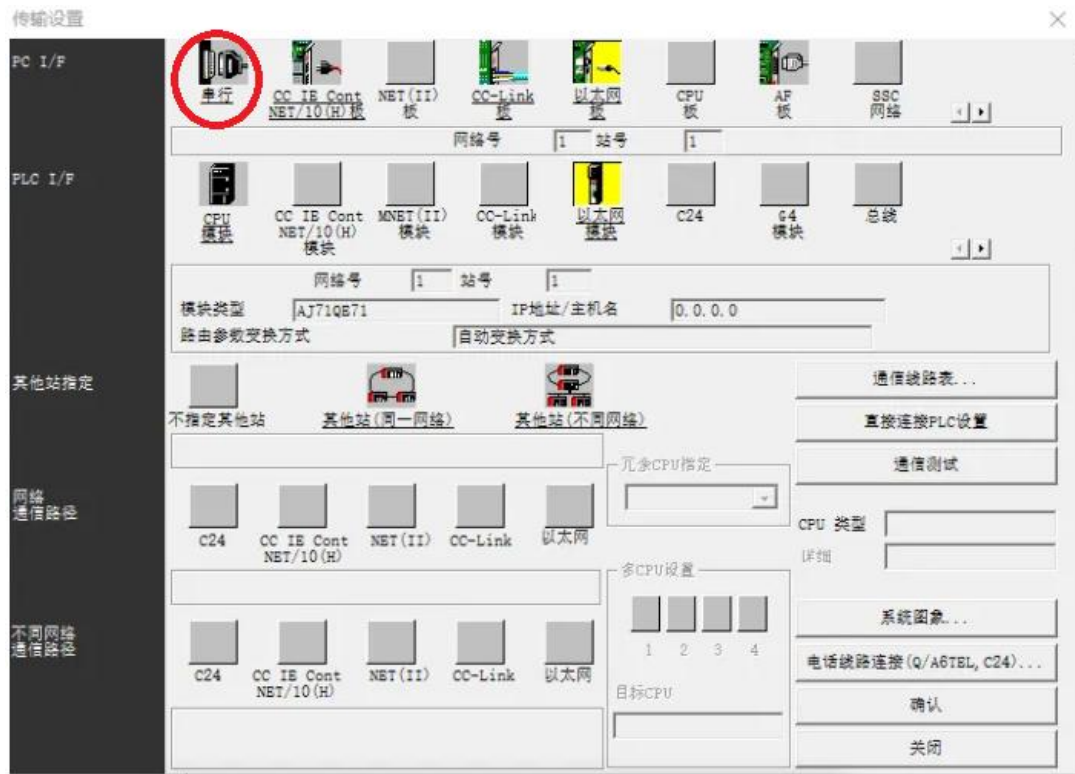 传输设置
PC I/F
串行
CC IE Cont
NET/10(H)板
NET(II)
板
CC-Link
板
以太网
板
CPU
板
AF
板
SSC
网络
网络号 1 站号 1
PLC I/F
CPU
模块
CC IE Cont
NET/10(H)
模块
MNET(II)
模块
CC-Link
模块
以太网
模块
C24
G4
模块
总线
网络号 1 站号 1
模块类型 AJ71QE71 IP地址/主机名 0.0.0.0
路由参数变换方式 自动变换方式
其他站指定
不指定其他站
其他站(同一网络)
其他站(不同网络)
通信线路表...
直接连接PLC设置
通信测试
冗余CPU指定
网络
通信路径
C24
CC IE Cont
NET/10(H)
NET(II)
CC-Link
以太网
CPU 类型
详细
多CPU设置
1 2 3 4
目标CPU
不同网络
通信路径
C24
CC IE Cont
NET/10(H)
NET(II)
CC-Link
以太网
系统图象...
电话线路连接(Q/A6TEL,C24)...
确认
关闭